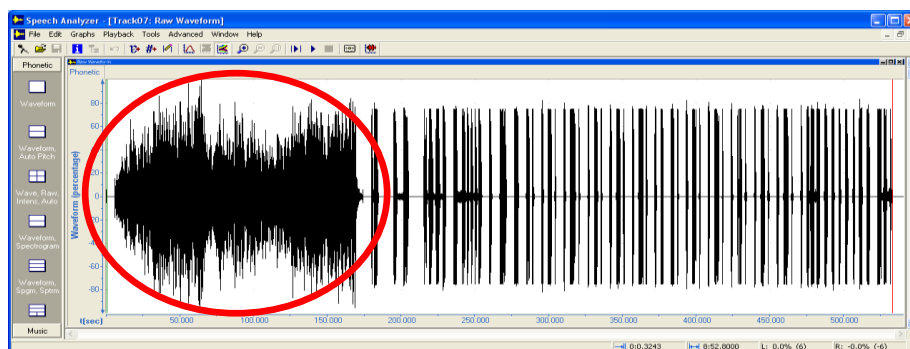 Speech Analyzer - [Track07: Raw Waveform]
File Edit Graphs Playback Tools Advanced Window Help
Phonetic
Raw Waveform
Phonetic
Waveform
Waveform, Auto Pitch
Wave, Raw, Intens, Auto
Waveform, Spectrogram
Waveform, Spgm, Sptrm
Music
Waveform (percentage)
80
60
40
20
0
-20
-40
-60
-80
t(sec) 50.000 100.000 150.000 200.000 250.000 300.000 350.000 400.000 450.000 500.000
0:0.3243 8:52.8000 L: 0.0% (6) R: -0.0% (-6)